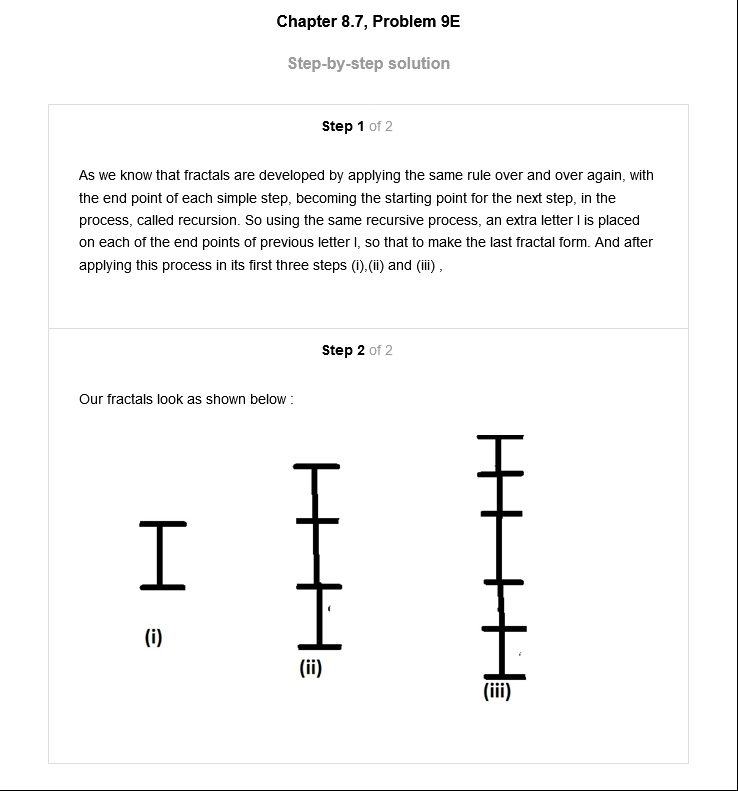 Chapter 8.7, Problem 9E
Step-by-step solution
Step 1 of 2
As we know that fractals are developed by applying the same rule over and over again, with
the end point of each simple step, becoming the starting point for the next step, in the
process, called recursion. So using the same recursive process, an extra letter I is placed
on each of the end points of previous letter I, so that to make the last fractal form. And after
applying this process in its first three steps (i),(ii) and (iii) ,
Step 2 of 2
Our fractals look as shown below :
(i)
(ii)
(iii)